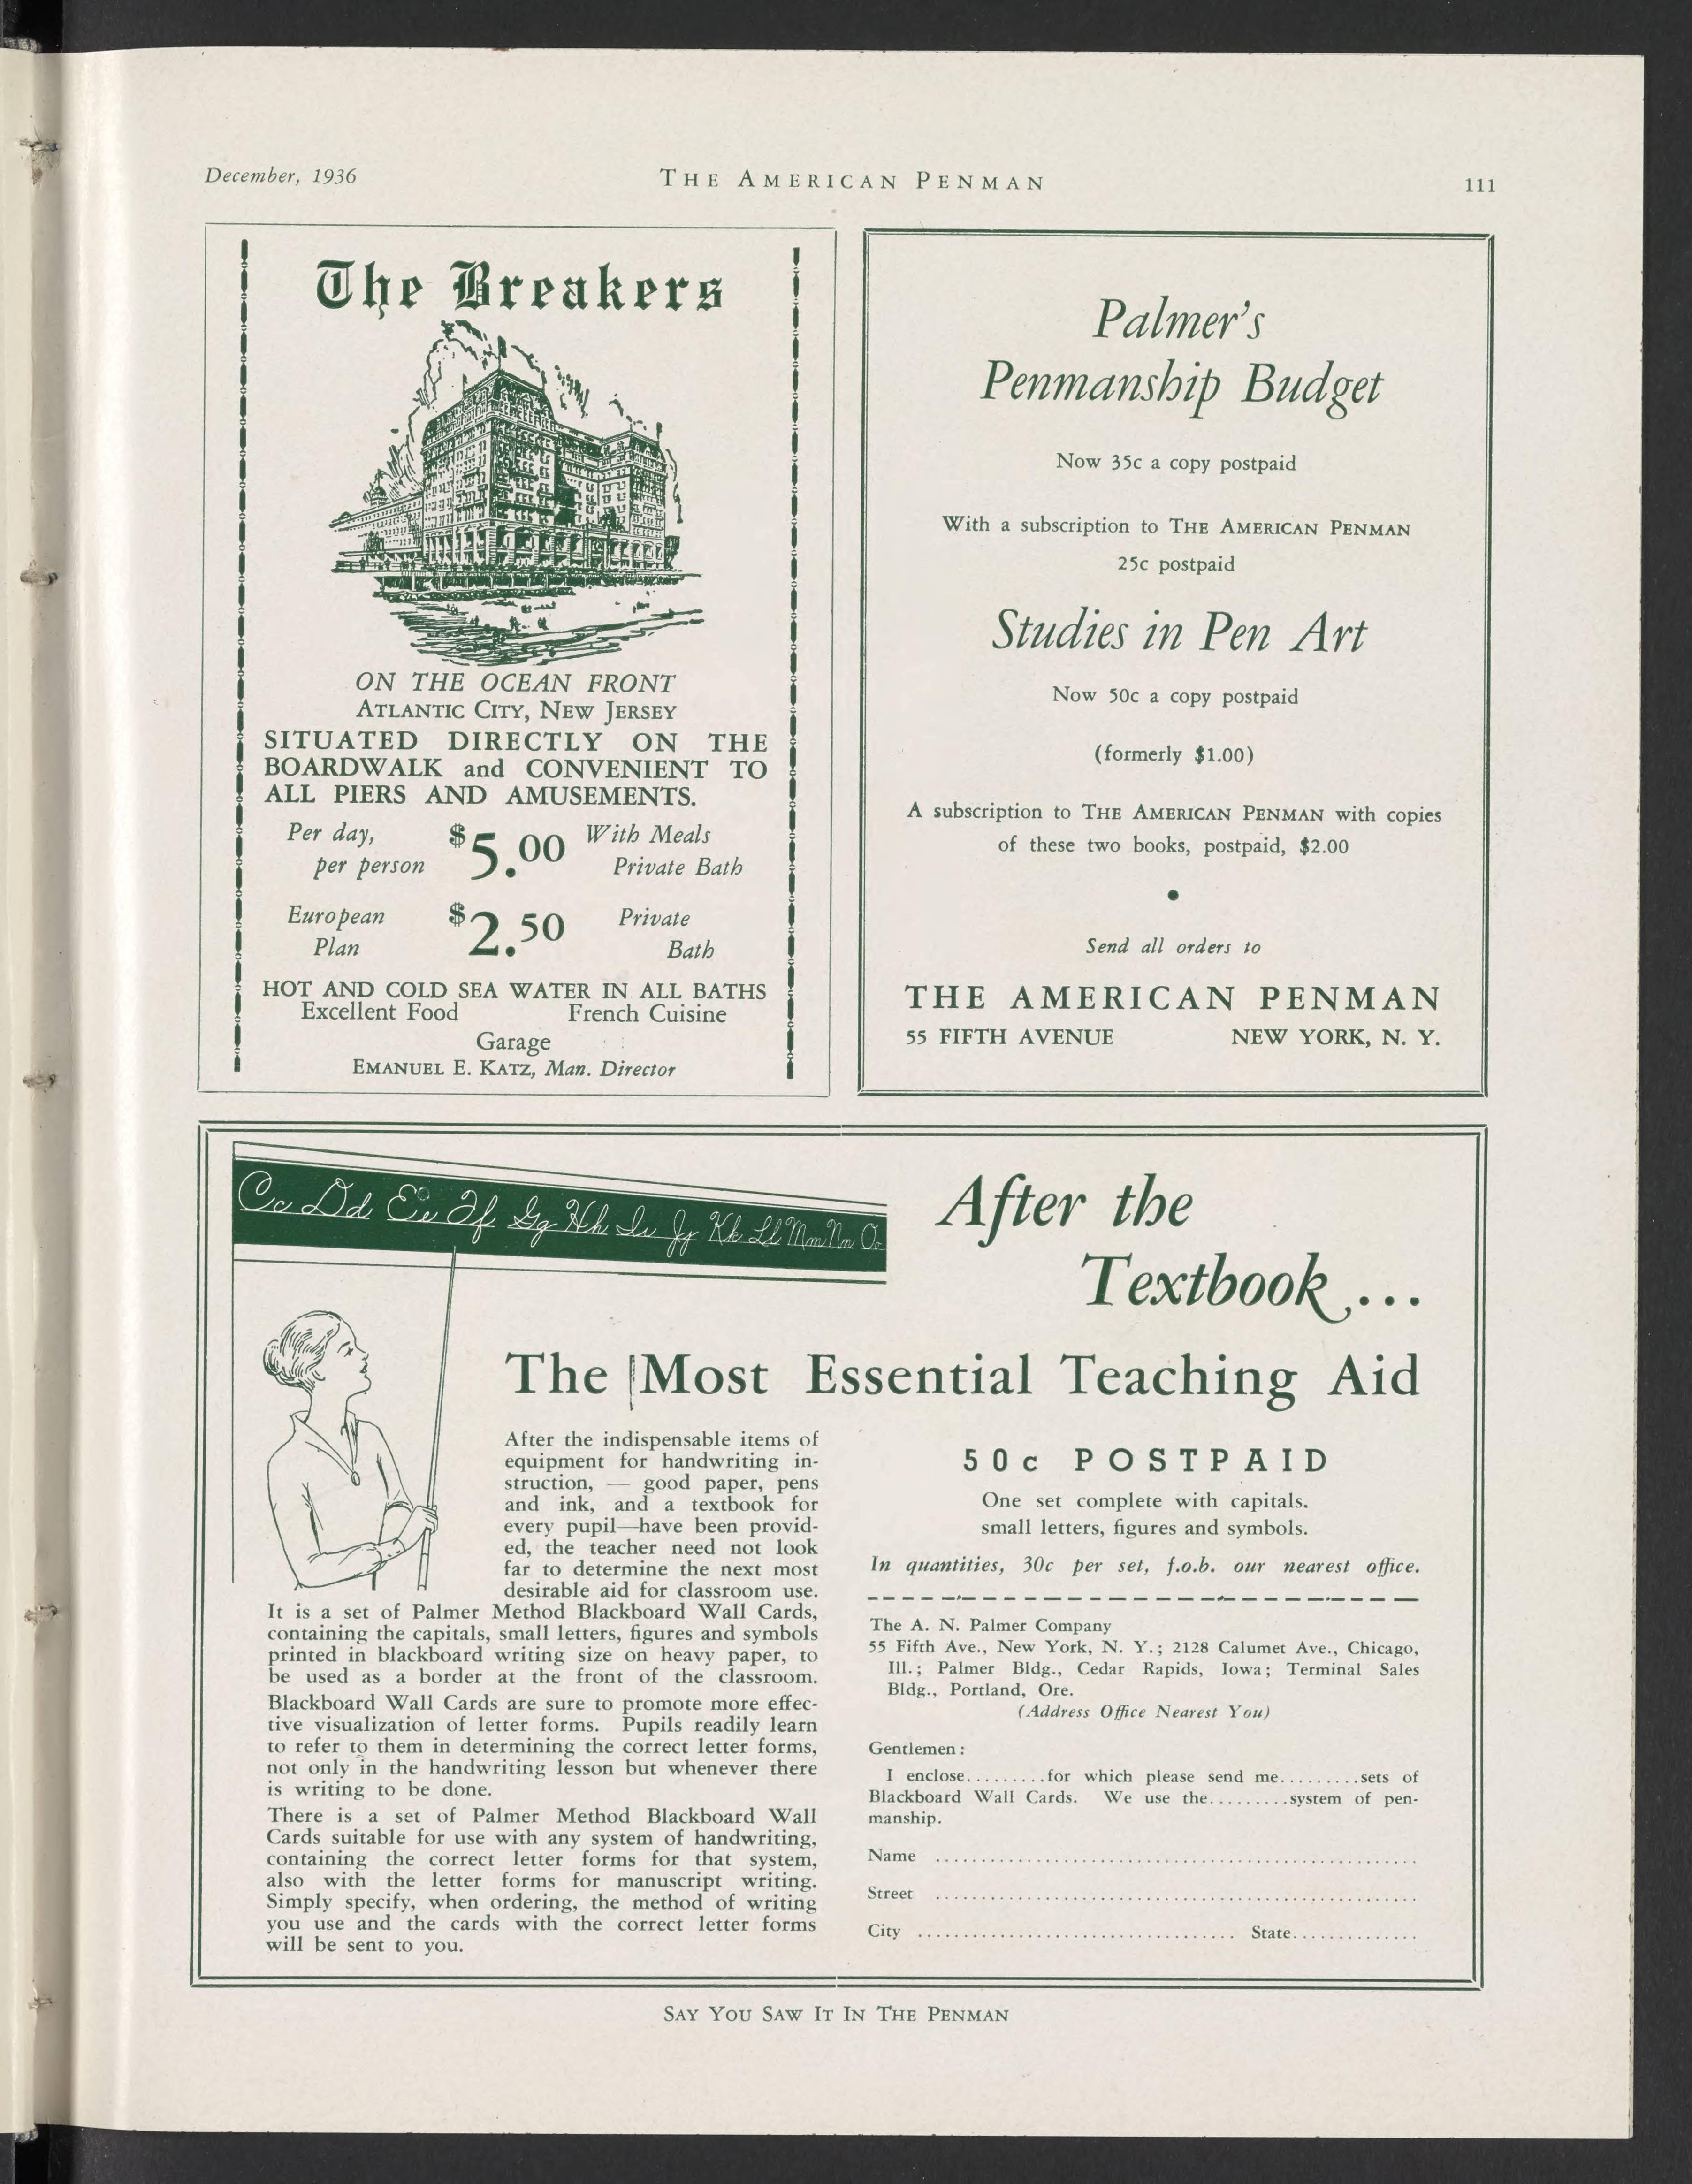 December, 1936
THE AMERICAN PENMAN
111
The Breakers
ON THE OCEAN FRONT
ATLANTIC CITY, NEW JERSEY
SITUATED DIRECTLY ON THE
BOARDWALK and CONVENIENT TO
ALL PIERS AND AMUSEMENTS.
Per day, per person $5.00 With Meals Private Bath
European Plan $2.50 Private Bath
HOT AND COLD SEA WATER IN ALL BATHS
Excellent Food French Cuisine
Garage
EMANUEL E. KATZ, Man. Director
Palmer's
Penmanship Budget
Now 35c a copy postpaid
With a subscription to THE AMERICAN PENMAN
25c postpaid
Studies in Pen Art
Now 50c a copy postpaid
(formerly $1.00)
A subscription to THE AMERICAN PENMAN with copies
of these two books, postpaid, $2.00
Send all orders to
THE AMERICAN PENMAN
55 FIFTH AVENUE NEW YORK, N. Y.
Cc Dd Ee Ff Gg Hh Ii Jj Kk Ll Mm Nn Oo
After the
Textbook...
The Most Essential Teaching Aid
After the indispensable items of
equipment for handwriting in-
struction, — good paper, pens
and ink, and a textbook for
every pupil—have been provid-
ed, the teacher need not look
far to determine the next most
desirable aid for classroom use.
It is a set of Palmer Method Blackboard Wall Cards,
containing the capitals, small letters, figures and symbols
printed in blackboard writing size on heavy paper, to
be used as a border at the front of the classroom.
Blackboard Wall Cards are sure to promote more effec-
tive visualization of letter forms. Pupils readily learn
to refer to them in determining the correct letter forms,
not only in the handwriting lesson but whenever there
is writing to be done.
There is a set of Palmer Method Blackboard Wall
Cards suitable for use with any system of handwriting,
containing the correct letter forms for that system,
also with the letter forms for manuscript writing.
Simply specify, when ordering, the method of writing
you use and the cards with the correct letter forms
will be sent to you.
50c POSTPAID
One set complete with capitals.
small letters, figures and symbols.
In quantities, 30c per set, f.o.b. our nearest office.
The A. N. Palmer Company
55 Fifth Ave., New York, N. Y.; 2128 Calumet Ave., Chicago,
Ill.; Palmer Bldg., Cedar Rapids, Iowa; Terminal Sales
Bldg., Portland, Ore.
(Address Office Nearest You)
Gentlemen:
I enclose.........for which please send me.........sets of
Blackboard Wall Cards. We use the.........system of pen-
manship.
Name ........................................................
Street ........................................................
City ................................... State..............
SAY YOU SAW IT IN THE PENMAN